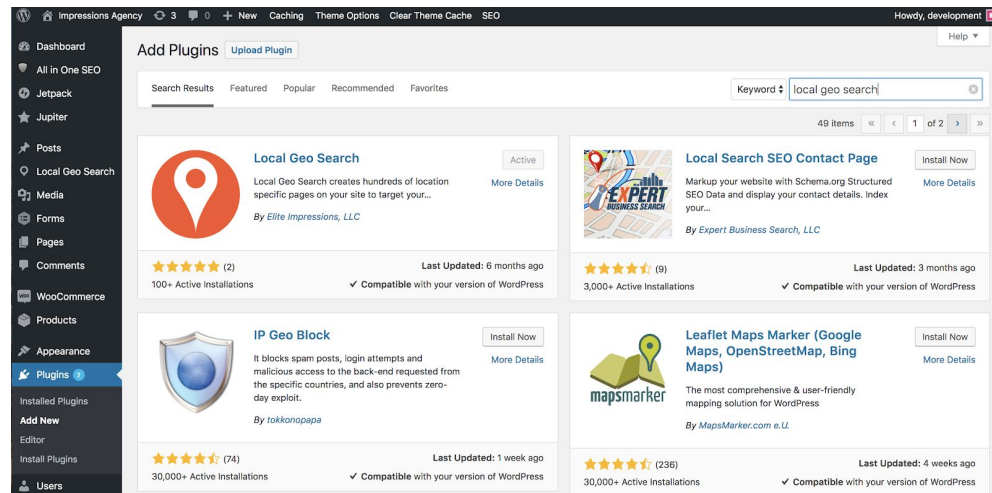 Impressions Agency 3 0 + New Caching Theme Options Clear Theme Cache SEO Howdy, development
Help ▼
Dashboard
All in One SEO
Jetpack
Jupiter
Posts
Local Geo Search
Media
Forms
Pages
Comments
WooCommerce
Products
Appearance
Plugins 3
Installed Plugins
Add New
Editor
Install Plugins
Users
Add Plugins Upload Plugin
Search Results Featured Popular Recommended Favorites Keyword local geo search
49 items « ‹ 1 of 2 › »
Local Geo Search
Active
More Details
Local Geo Search creates hundreds of location
specific pages on your site to target your...
By Elite Impressions, LLC
(2) Last Updated: 6 months ago
100+ Active Installations ✓ Compatible with your version of WordPress
EXPERT
BUSINESS SEARCH
Local Search SEO Contact Page
Install Now
More Details
Markup your website with Schema.org Structured
SEO Data and display your contact details. Index
your...
By Expert Business Search, LLC
(9) Last Updated: 3 months ago
3,000+ Active Installations ✓ Compatible with your version of WordPress
IP Geo Block
Install Now
More Details
It blocks spam posts, login attempts and
malicious access to the back-end requested from
the specific countries, and also prevents zero-
day exploit.
By tokkonopapa
(74) Last Updated: 1 week ago
30,000+ Active Installations ✓ Compatible with your version of WordPress
mapsmarker
Leaflet Maps Marker (Google
Maps, OpenStreetMap, Bing
Maps)
Install Now
More Details
The most comprehensive & user-friendly
mapping solution for WordPress
By MapsMarker.com e.U.
(236) Last Updated: 4 weeks ago
30,000+ Active Installations ✓ Compatible with your version of WordPress